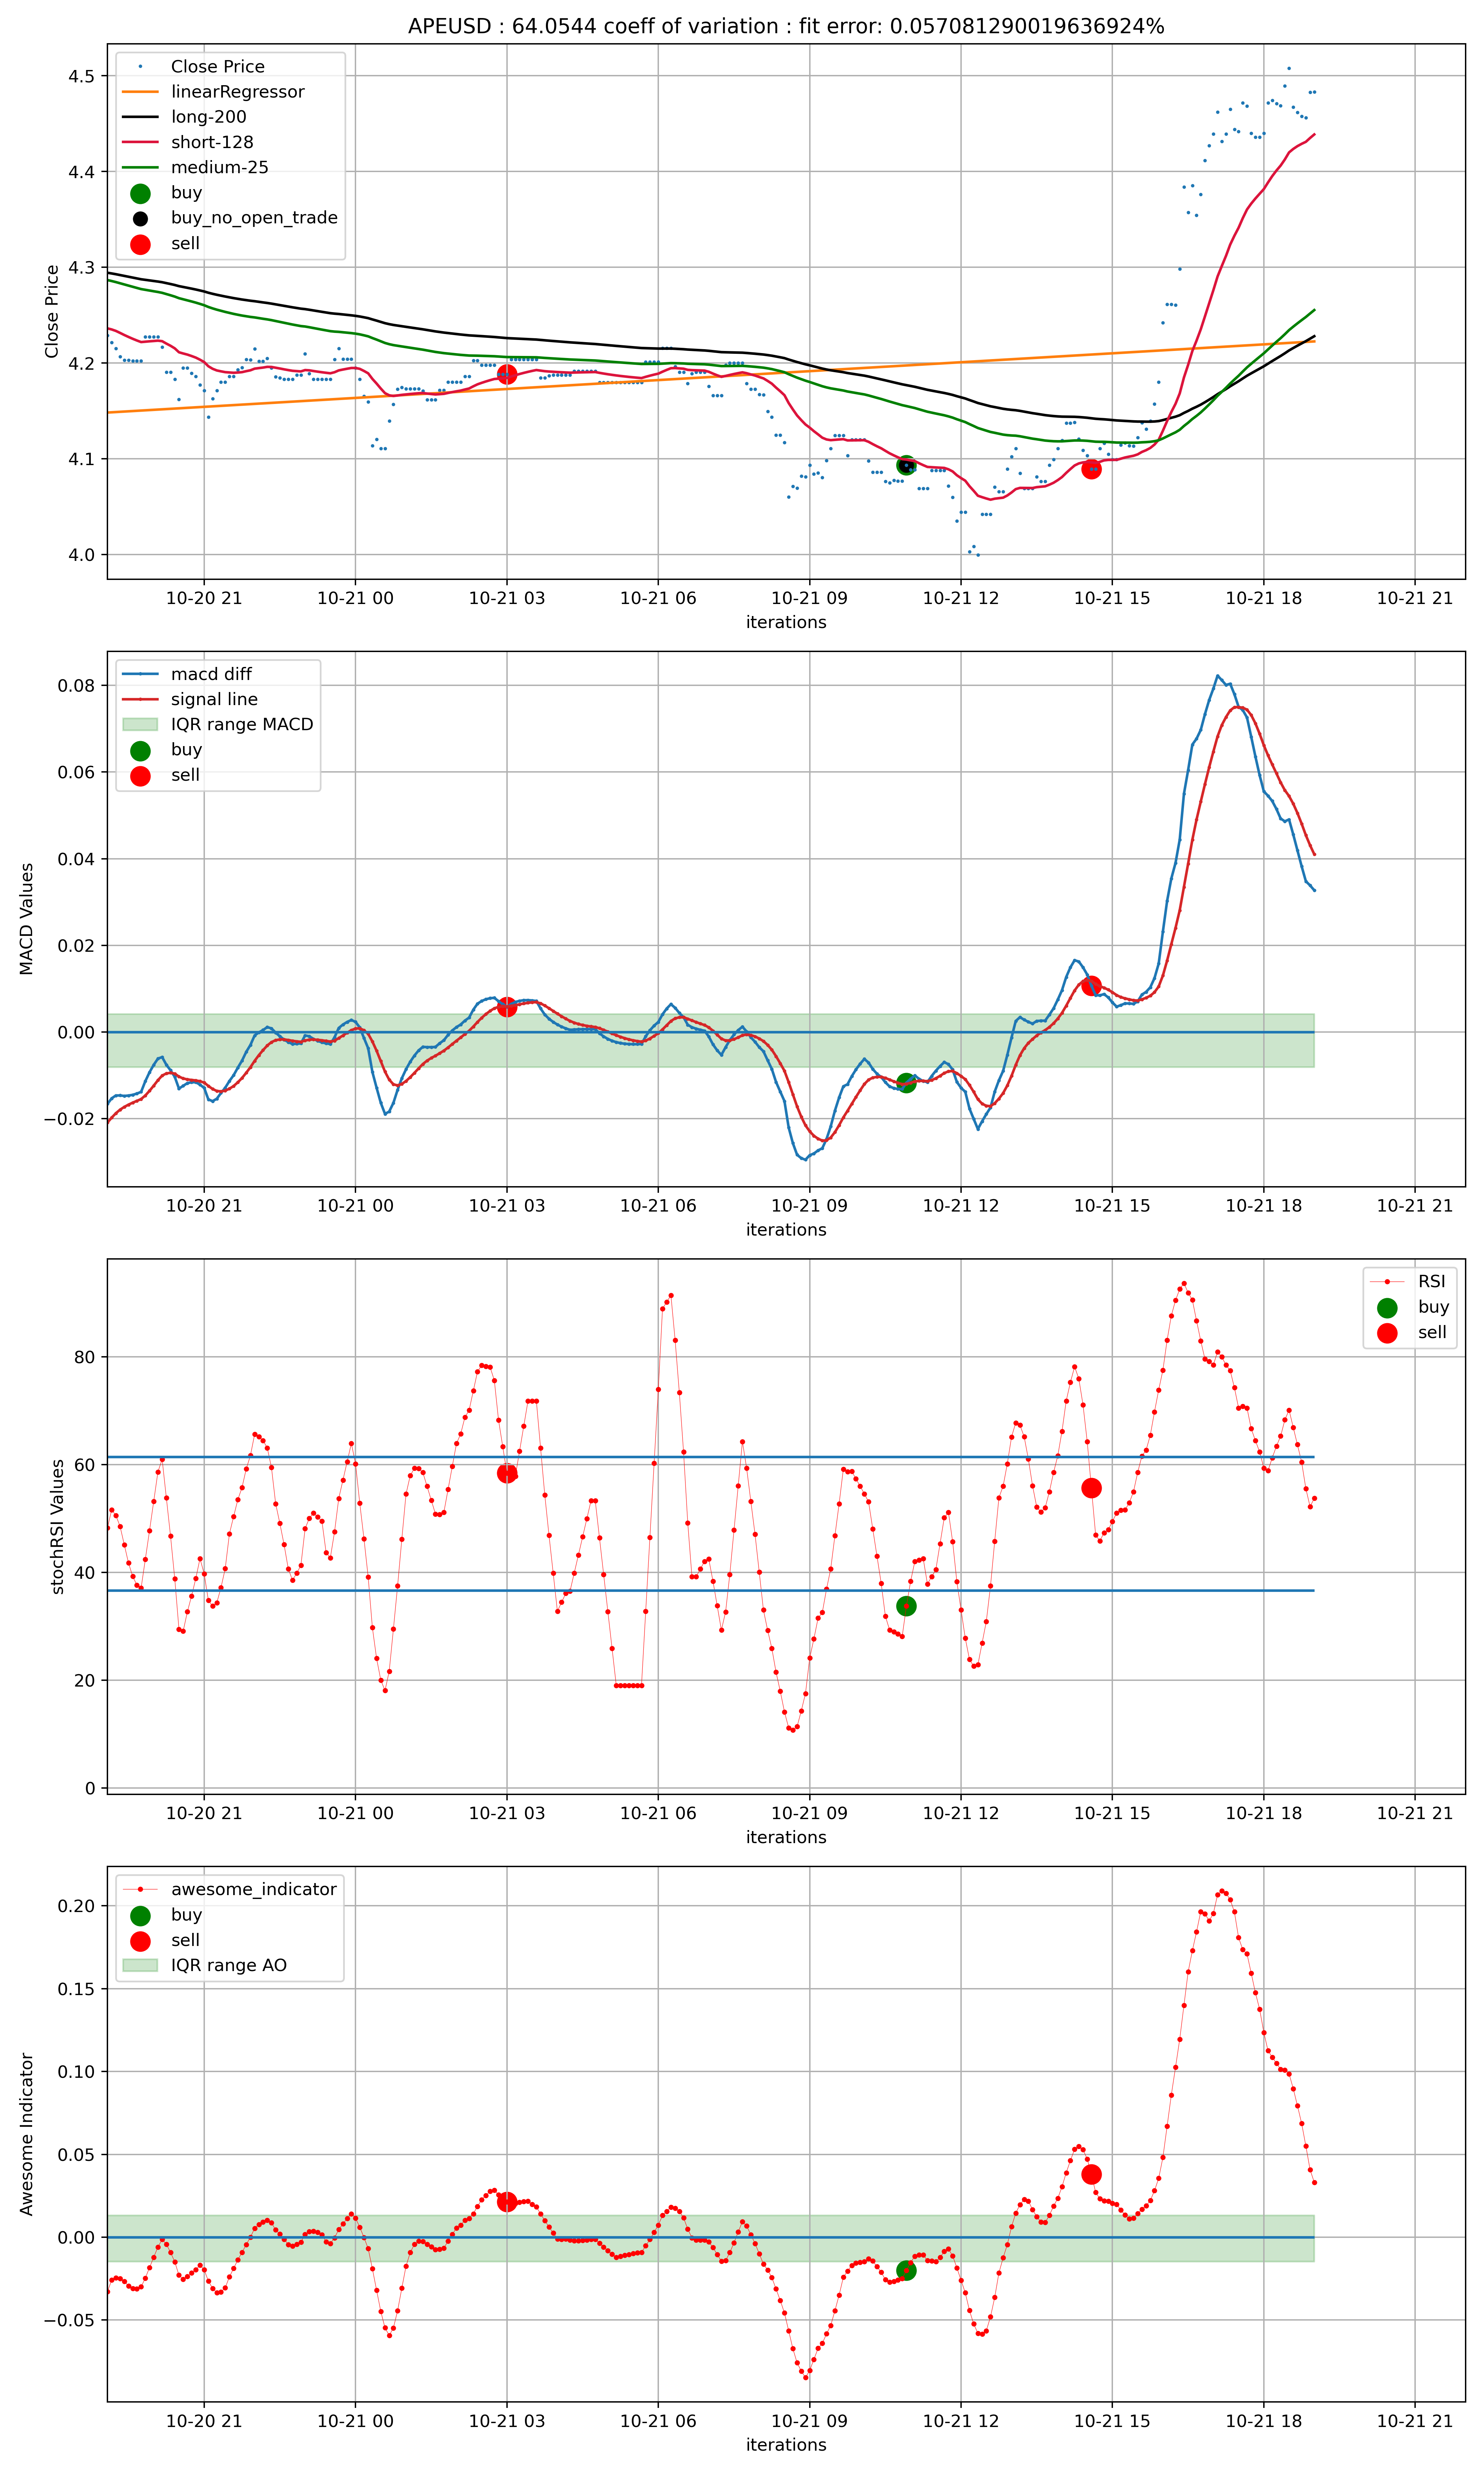 APEUSD : 64.0544 coeff of variation : fit error: 0.057081290019636924%
Close Price
linearRegressor
long-200
short-128
medium-25
buy
buy_no_open_trade
sell
4.5
4.4
4.3
4.2
4.1
4.0
Close Price
10-20 21
10-21 00
10-21 03
10-21 06
10-21 09
10-21 12
10-21 15
10-21 18
10-21 21
iterations
macd diff
signal line
IQR range MACD
buy
sell
0.08
0.06
0.04
0.02
0.00
−0.02
MACD Values
10-20 21
10-21 00
10-21 03
10-21 06
10-21 09
10-21 12
10-21 15
10-21 18
10-21 21
iterations
RSI
buy
sell
80
60
40
20
0
stochRSI Values
10-20 21
10-21 00
10-21 03
10-21 06
10-21 09
10-21 12
10-21 15
10-21 18
10-21 21
iterations
awesome_indicator
buy
sell
IQR range AO
0.20
0.15
0.10
0.05
0.00
−0.05
Awesome Indicator
10-20 21
10-21 00
10-21 03
10-21 06
10-21 09
10-21 12
10-21 15
10-21 18
10-21 21
iterations